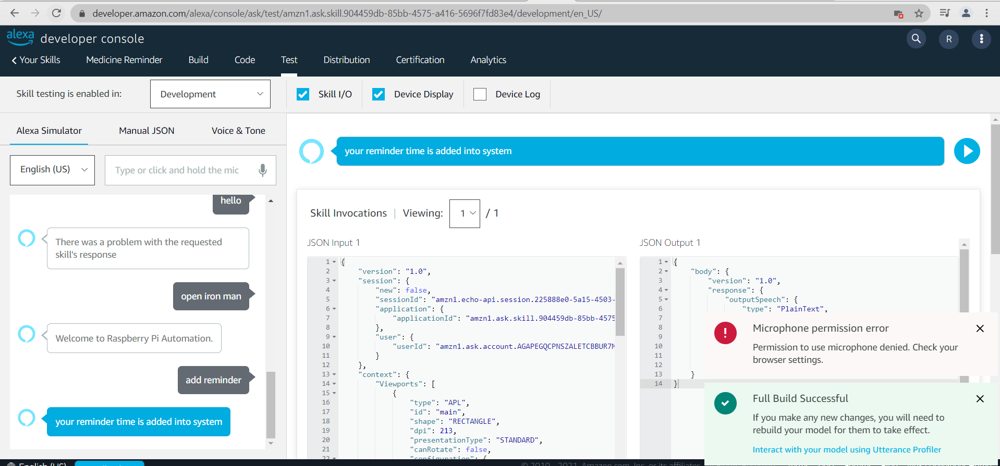 developer.amazon.com/alexa/console/ask/test/amzn1.ask.skill.904459db-85bb-4575-a416-5696f7fd83e4/development/en_US/
alexa developer console
R
Your Skills Medicine Reminder Build Code Test Distribution Certification Analytics
Skill testing is enabled in: Development Skill I/O Device Display Device Log
Alexa Simulator Manual JSON Voice & Tone
English (US) Type or click and hold the mic
hello
There was a problem with the requested
skill's response
open iron man
Welcome to Raspberry Pi Automation.
add reminder
your reminder time is added into system
your reminder time is added into system
Skill Invocations | Viewing: 1 / 1
JSON Input 1
1 {
2 "version": "1.0",
3 "session": {
4 "new": false,
5 "sessionId": "amzn1.echo-api.session.225888e0-5a15-4503-
6 "application": {
7 "applicationId": "amzn1.ask.skill.904459db-85bb-4575
8 },
9 "user": {
10 "userId": "amzn1.ask.account.AGAPEGQCPNSZALETCBBUR7M
11 }
12 },
13 "context": {
14 "Viewports": [
15 {
16 "type": "APL",
17 "id": "main",
18 "shape": "RECTANGLE",
19 "dpi": 213,
20 "presentationType": "STANDARD",
21 "canRotate": false,
22 "configuration": {
JSON Output 1
1 {
2 "body": {
3 "version": "1.0",
4 "response": {
5 "outputSpeech": {
6 "type": "PlainText",
7
8
9
10
11
12
13 }
14 }
Microphone permission error
Permission to use microphone denied. Check your
browser settings.
Full Build Successful
If you make any new changes, you will need to
rebuild your model for them to take effect.
Interact with your model using Utterance Profiler
English (US)
© 2010 - 2021, Amazon.com, Inc. or its affiliates.